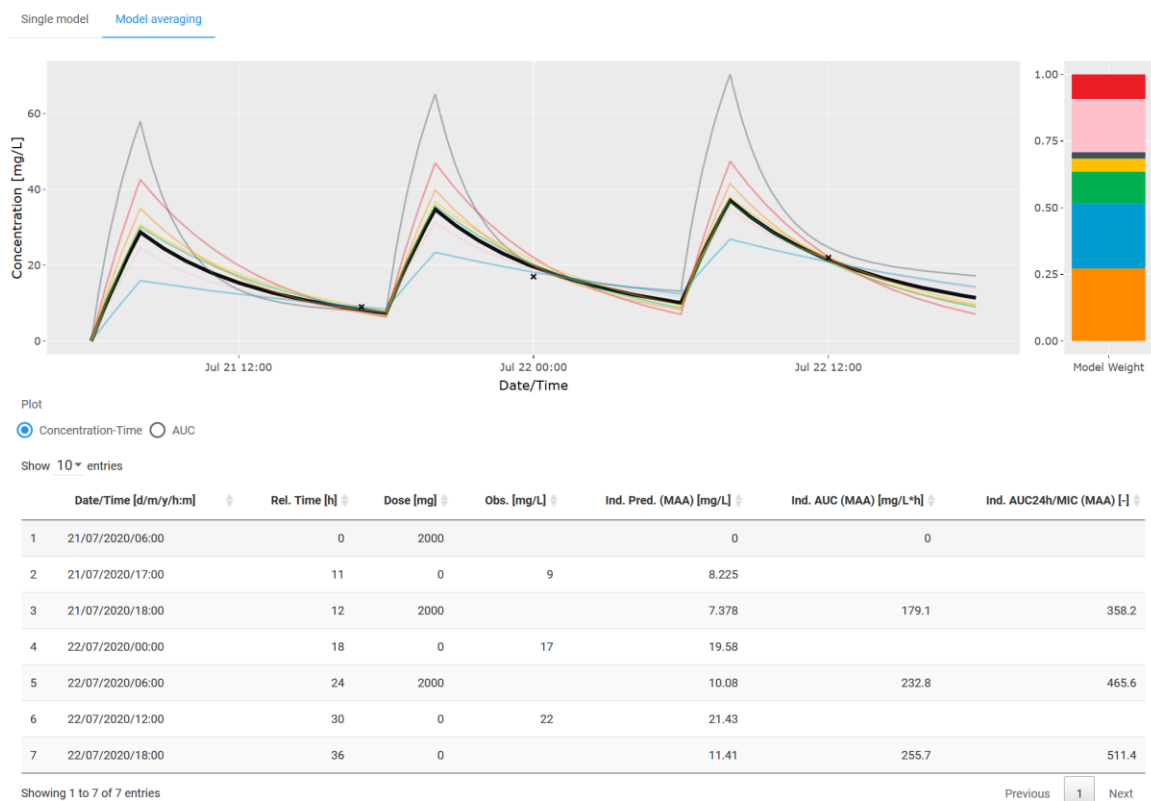 Single model Model averaging
60
40
20
0
Concentration [mg/L]
Jul 21 12:00 Jul 22 00:00 Jul 22 12:00
Date/Time
1.00
0.75
0.50
0.25
0.00
Model Weight
Plot
Concentration-Time AUC
Show 10 entries
Date/Time [d/m/y/h:m] Rel. Time [h] Dose [mg] Obs. [mg/L] Ind. Pred. (MAA) [mg/L] Ind. AUC (MAA) [mg/L*h] Ind. AUC24h/MIC (MAA) [-]
1 21/07/2020/06:00 0 2000 0 0
2 21/07/2020/17:00 11 0 9 8.225
3 21/07/2020/18:00 12 2000 7.378 179.1 358.2
4 22/07/2020/00:00 18 0 17 19.58
5 22/07/2020/06:00 24 2000 10.08 232.8 465.6
6 22/07/2020/12:00 30 0 22 21.43
7 22/07/2020/18:00 36 0 11.41 255.7 511.4
Showing 1 to 7 of 7 entries Previous 1 Next